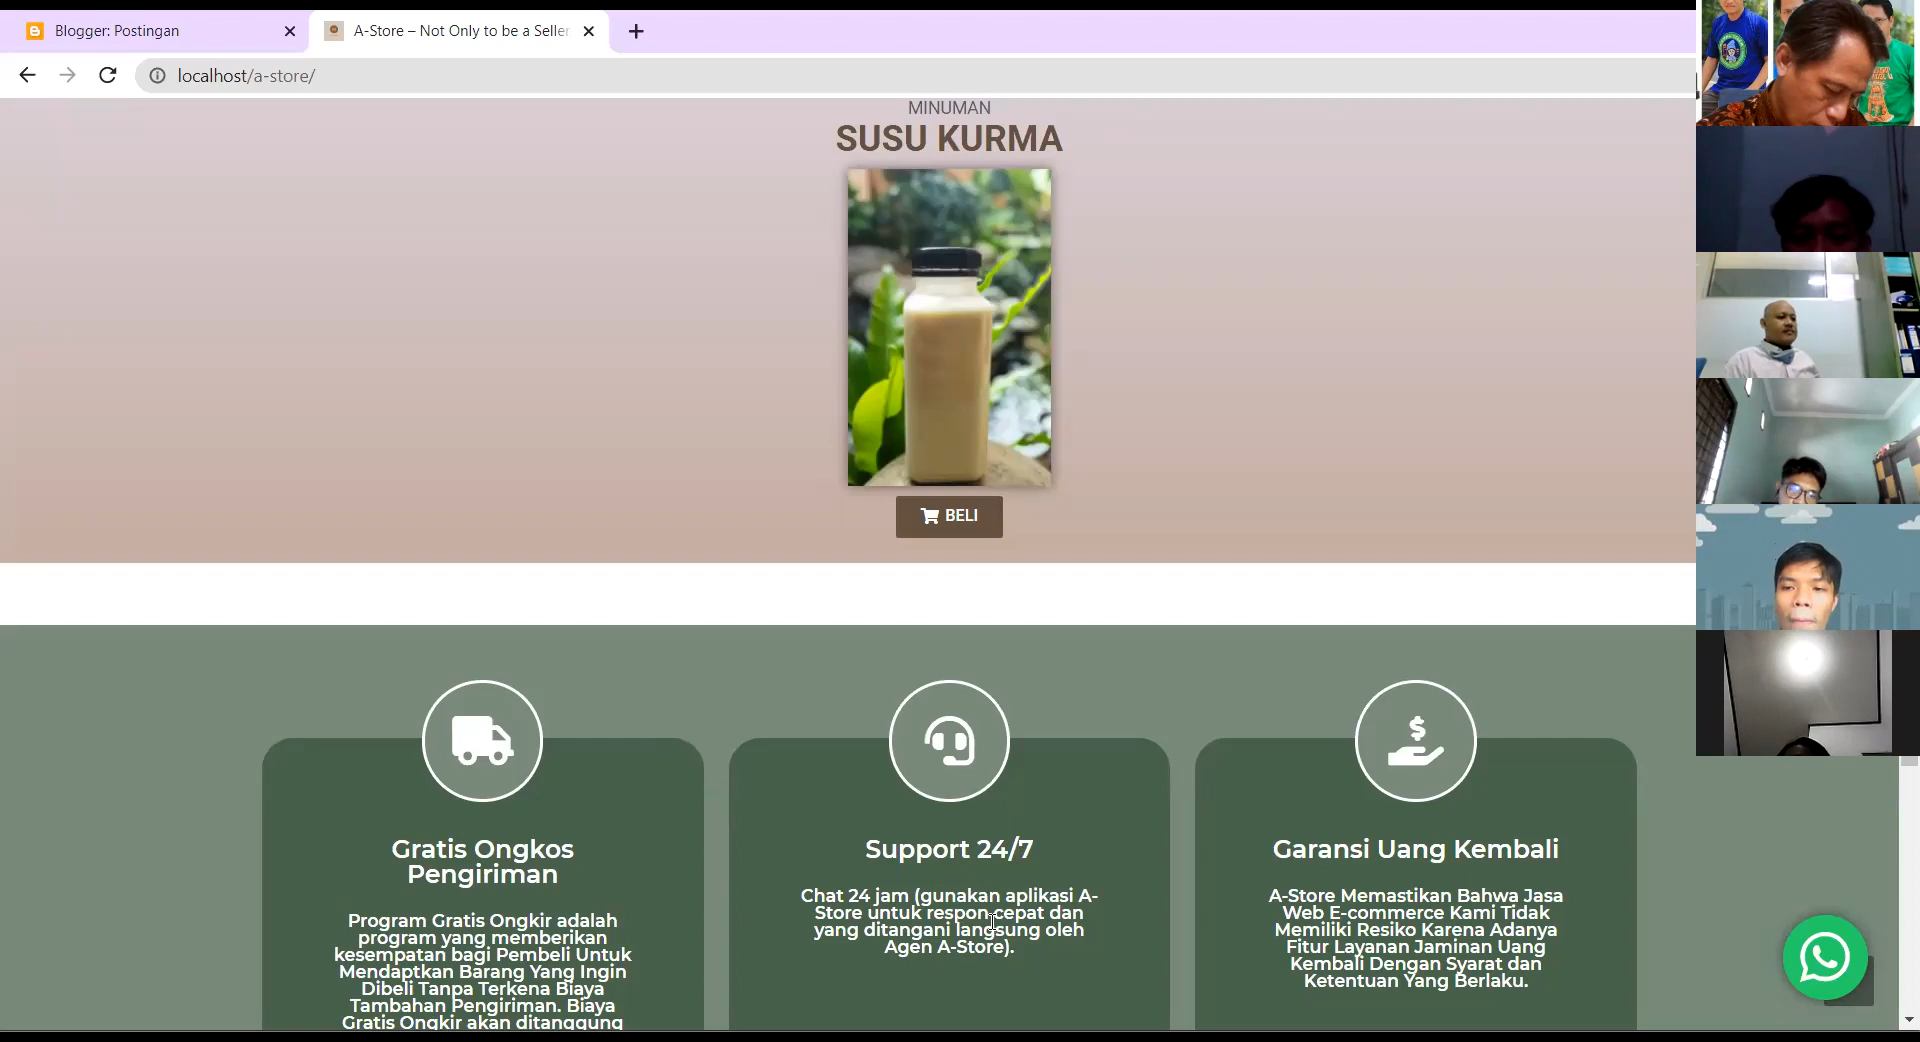 Blogger: Postingan
A-Store – Not Only to be a Seller
localhost/a-store/
MINUMAN
SUSU KURMA
BELI
Gratis Ongkos
Pengiriman
Program Gratis Ongkir adalah
program yang memberikan
kesempatan bagi Pembeli Untuk
Mendaptkan Barang Yang Ingin
Dibeli Tanpa Terkena Biaya
Tambahan Pengiriman. Biaya
Gratis Ongkir akan ditanggung
Support 24/7
Chat 24 jam (gunakan aplikasi A-
Store untuk respon cepat dan
yang ditangani langsung oleh
Agen A-Store).
Garansi Uang Kembali
A-Store Memastikan Bahwa Jasa
Web E-commerce Kami Tidak
Memiliki Resiko Karena Adanya
Fitur Layanan Jaminan Uang
Kembali Dengan Syarat dan
Ketentuan Yang Berlaku.